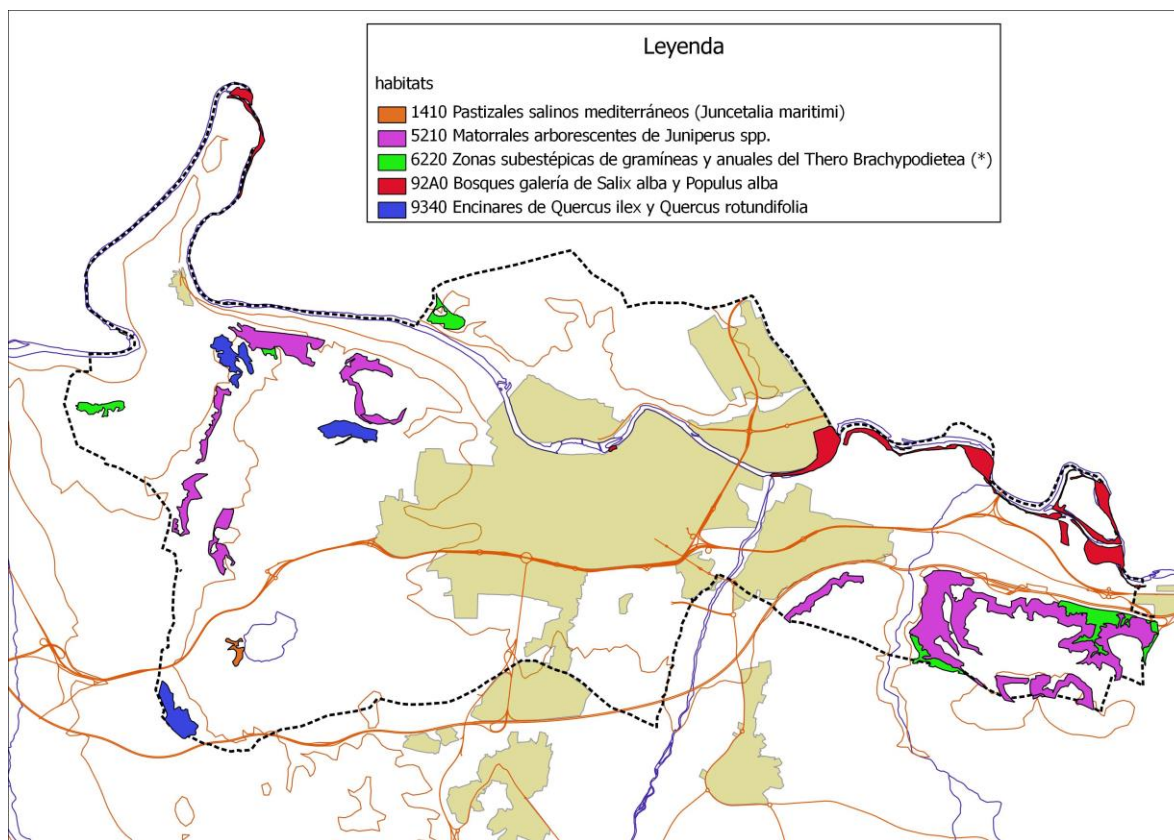 Leyenda
habitats
1410 Pastizales salinos mediterráneos (Juncetalia maritimi)
5210 Matorrales arborescentes de Juniperus spp.
6220 Zonas subestépicas de gramíneas y anuales del Thero Brachypodietea (*)
92A0 Bosques galería de Salix alba y Populus alba
9340 Encinares de Quercus ilex y Quercus rotundifolia